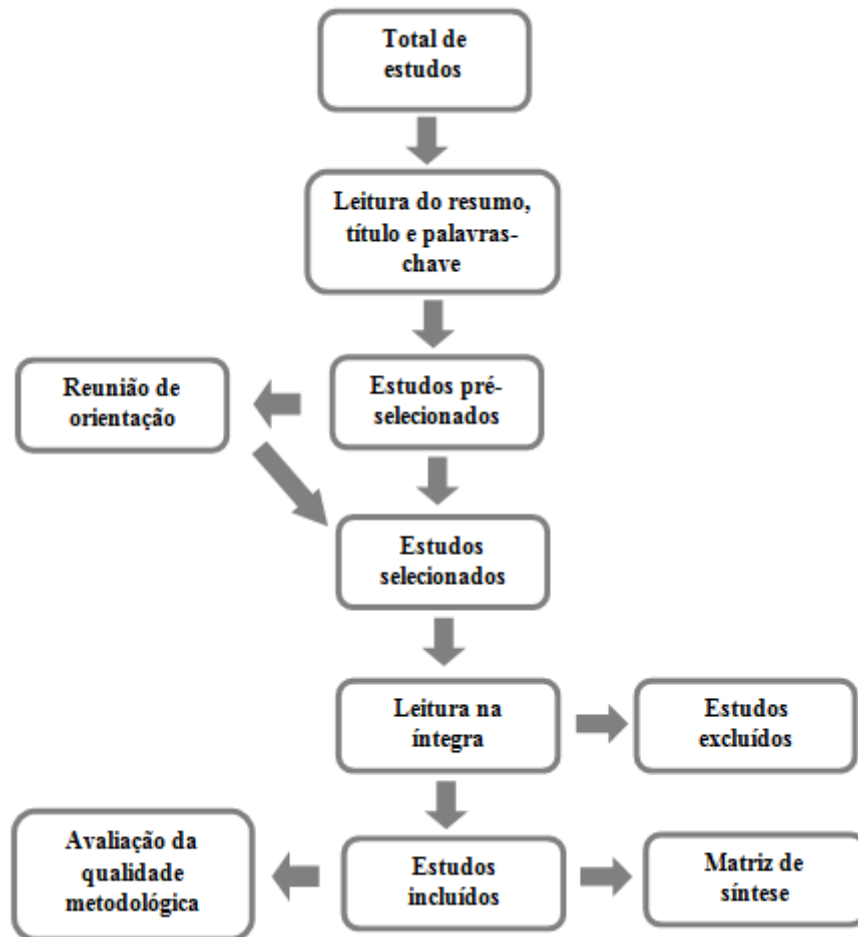 Total de
estudos
Leitura do resumo,
título e palavras-
chave
Reunião de
orientação
Estudos pré-
selecionados
Estudos
selecionados
Leitura na
íntegra
Estudos
excluídos
Avaliação da
qualidade
metodológica
Estudos
incluídos
Matriz de
síntese